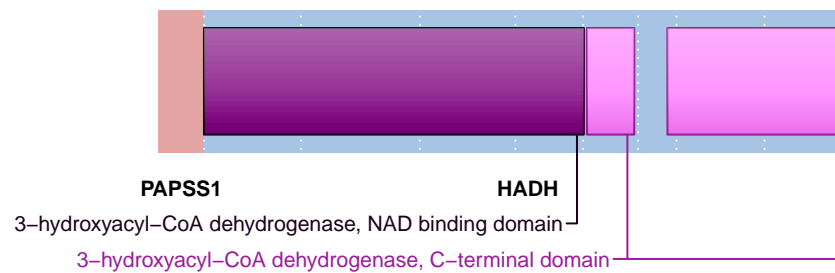 PAPSS1 HADH
3−hydroxyacyl−CoA dehydrogenase, NAD binding domain
3−hydroxyacyl−CoA dehydrogenase, C−terminal domain